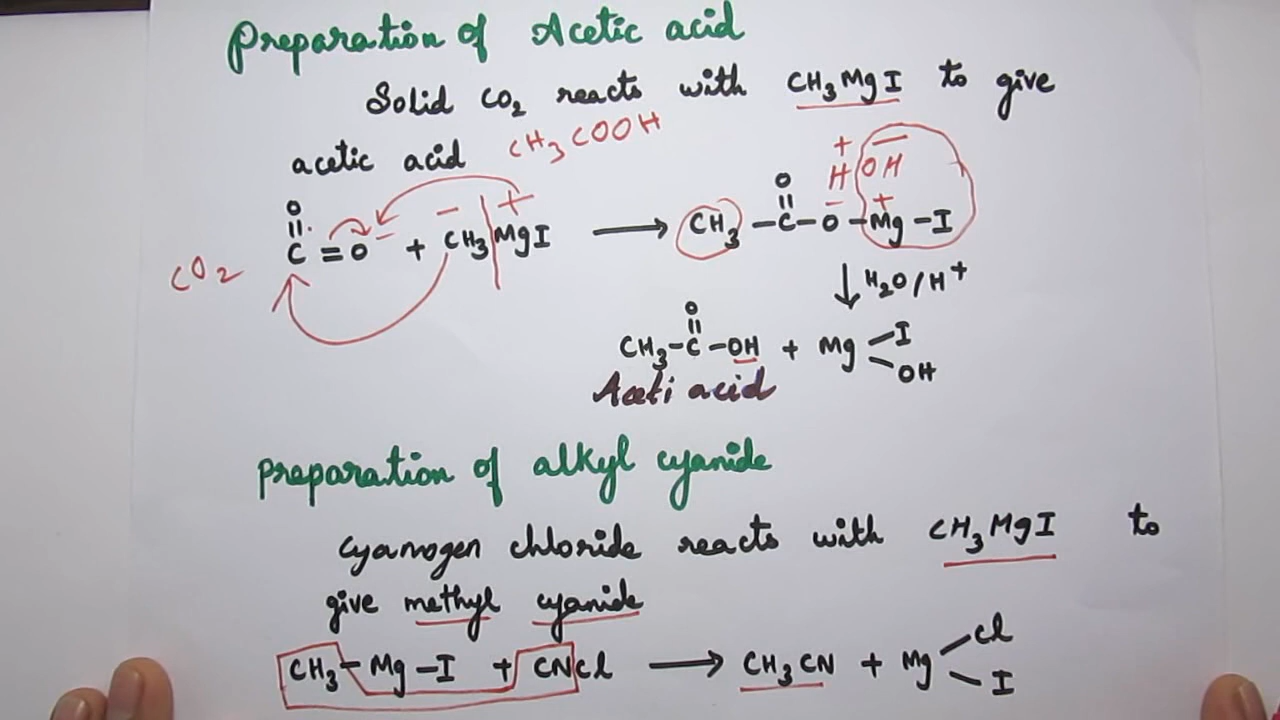 Preparation of Acetic acid
Solid CO₂ reacts with CH₃MgI to give
acetic acid CH₃COOH
+ −
H OH
O O − +
|| ||
CO₂ C = O − + CH₃ − MgI + ⟶ CH₃ − C − O − Mg − I
↓ H₂O/H⁺
O
||
CH₃ − C − OH + Mg I OH
Aceti acid
Preparation of alkyl cyanide
cyanogen chloride reacts with CH₃MgI to
give methyl cyanide
CH₃ − Mg − I + CNCl ⟶ CH₃CN + Mg Cl I